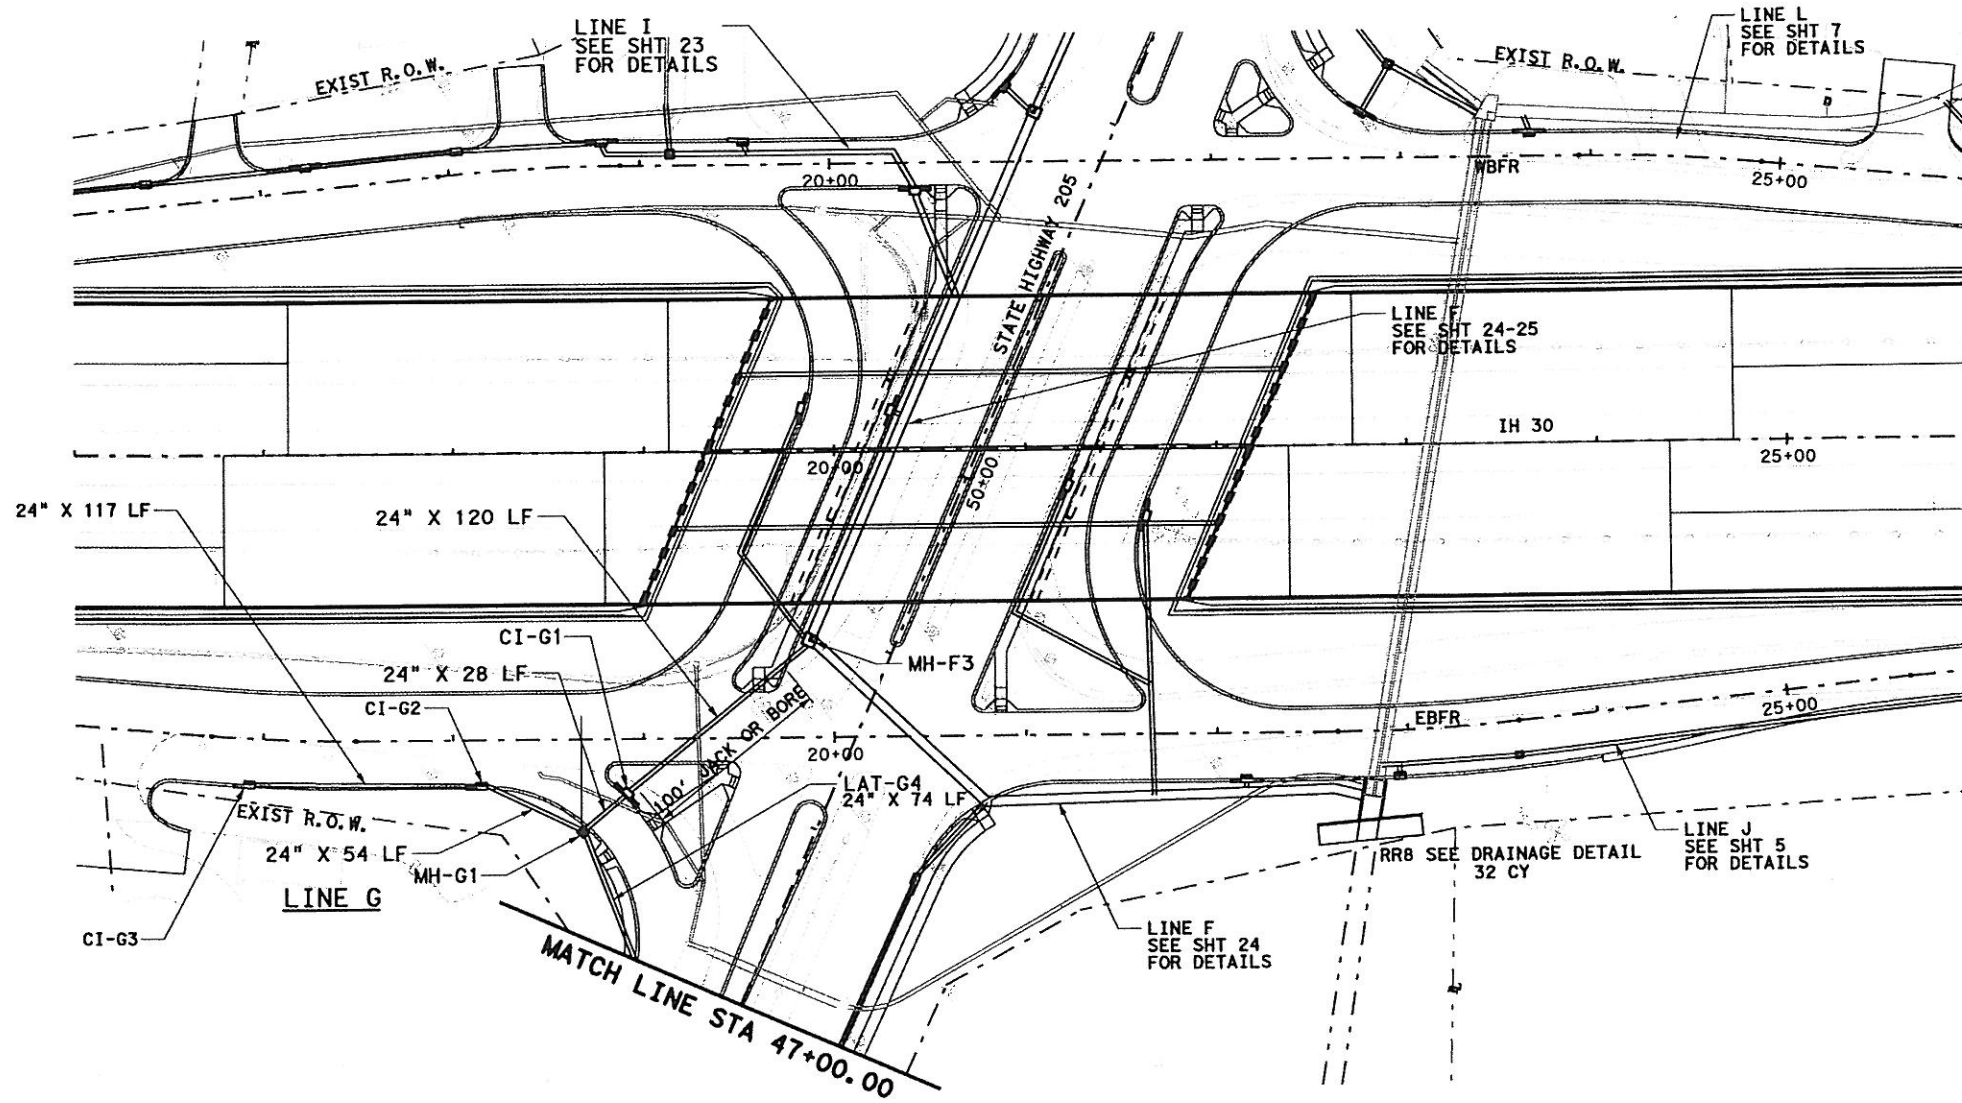 LINE I
SEE SHT 23
FOR DETAILS
LINE L
SEE SHT 7
FOR DETAILS
EXIST R.O.W.
EXIST R.O.W.
20+00
WBFR
25+00
STATE HIGHWAY 205
LINE F
SEE SHT 24-25
FOR DETAILS
IH 30
20+00
50+00
25+00
24" X 117 LF
24" X 120 LF
CI-G1
24" X 28 LF
MH-F3
CI-G2
100' JACK OR BORE
EBFR
25+00
20+00
LAT-G4
24" X 74 LF
EXIST R.O.W.
24" X 54 LF
MH-G1
LINE G
CI-G3
RR8 SEE DRAINAGE DETAIL
32 CY
LINE J
SEE SHT 5
FOR DETAILS
LINE F
SEE SHT 24
FOR DETAILS
MATCH LINE STA 47+00.00